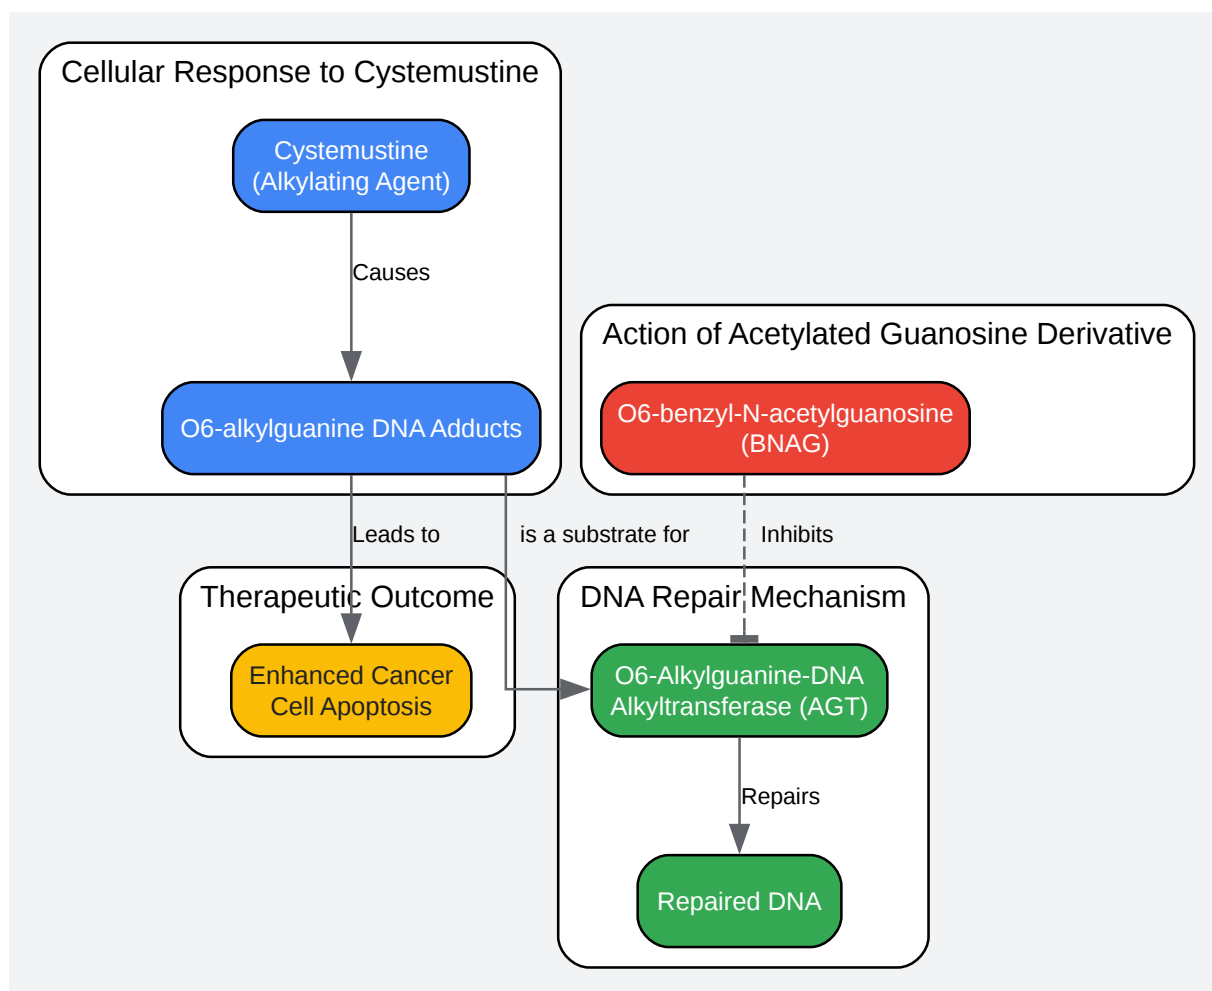 Cellular Response to Cystemustine
Cystemustine
(Alkylating Agent)
Causes
O6-alkylguanine DNA Adducts
Action of Acetylated Guanosine Derivative
O6-benzyl-N-acetylguanosine
(BNAG)
Leads to
is a substrate for
Inhibits
Therapeutic Outcome
Enhanced Cancer
Cell Apoptosis
DNA Repair Mechanism
O6-Alkylguanine-DNA
Alkyltransferase (AGT)
Repairs
Repaired DNA